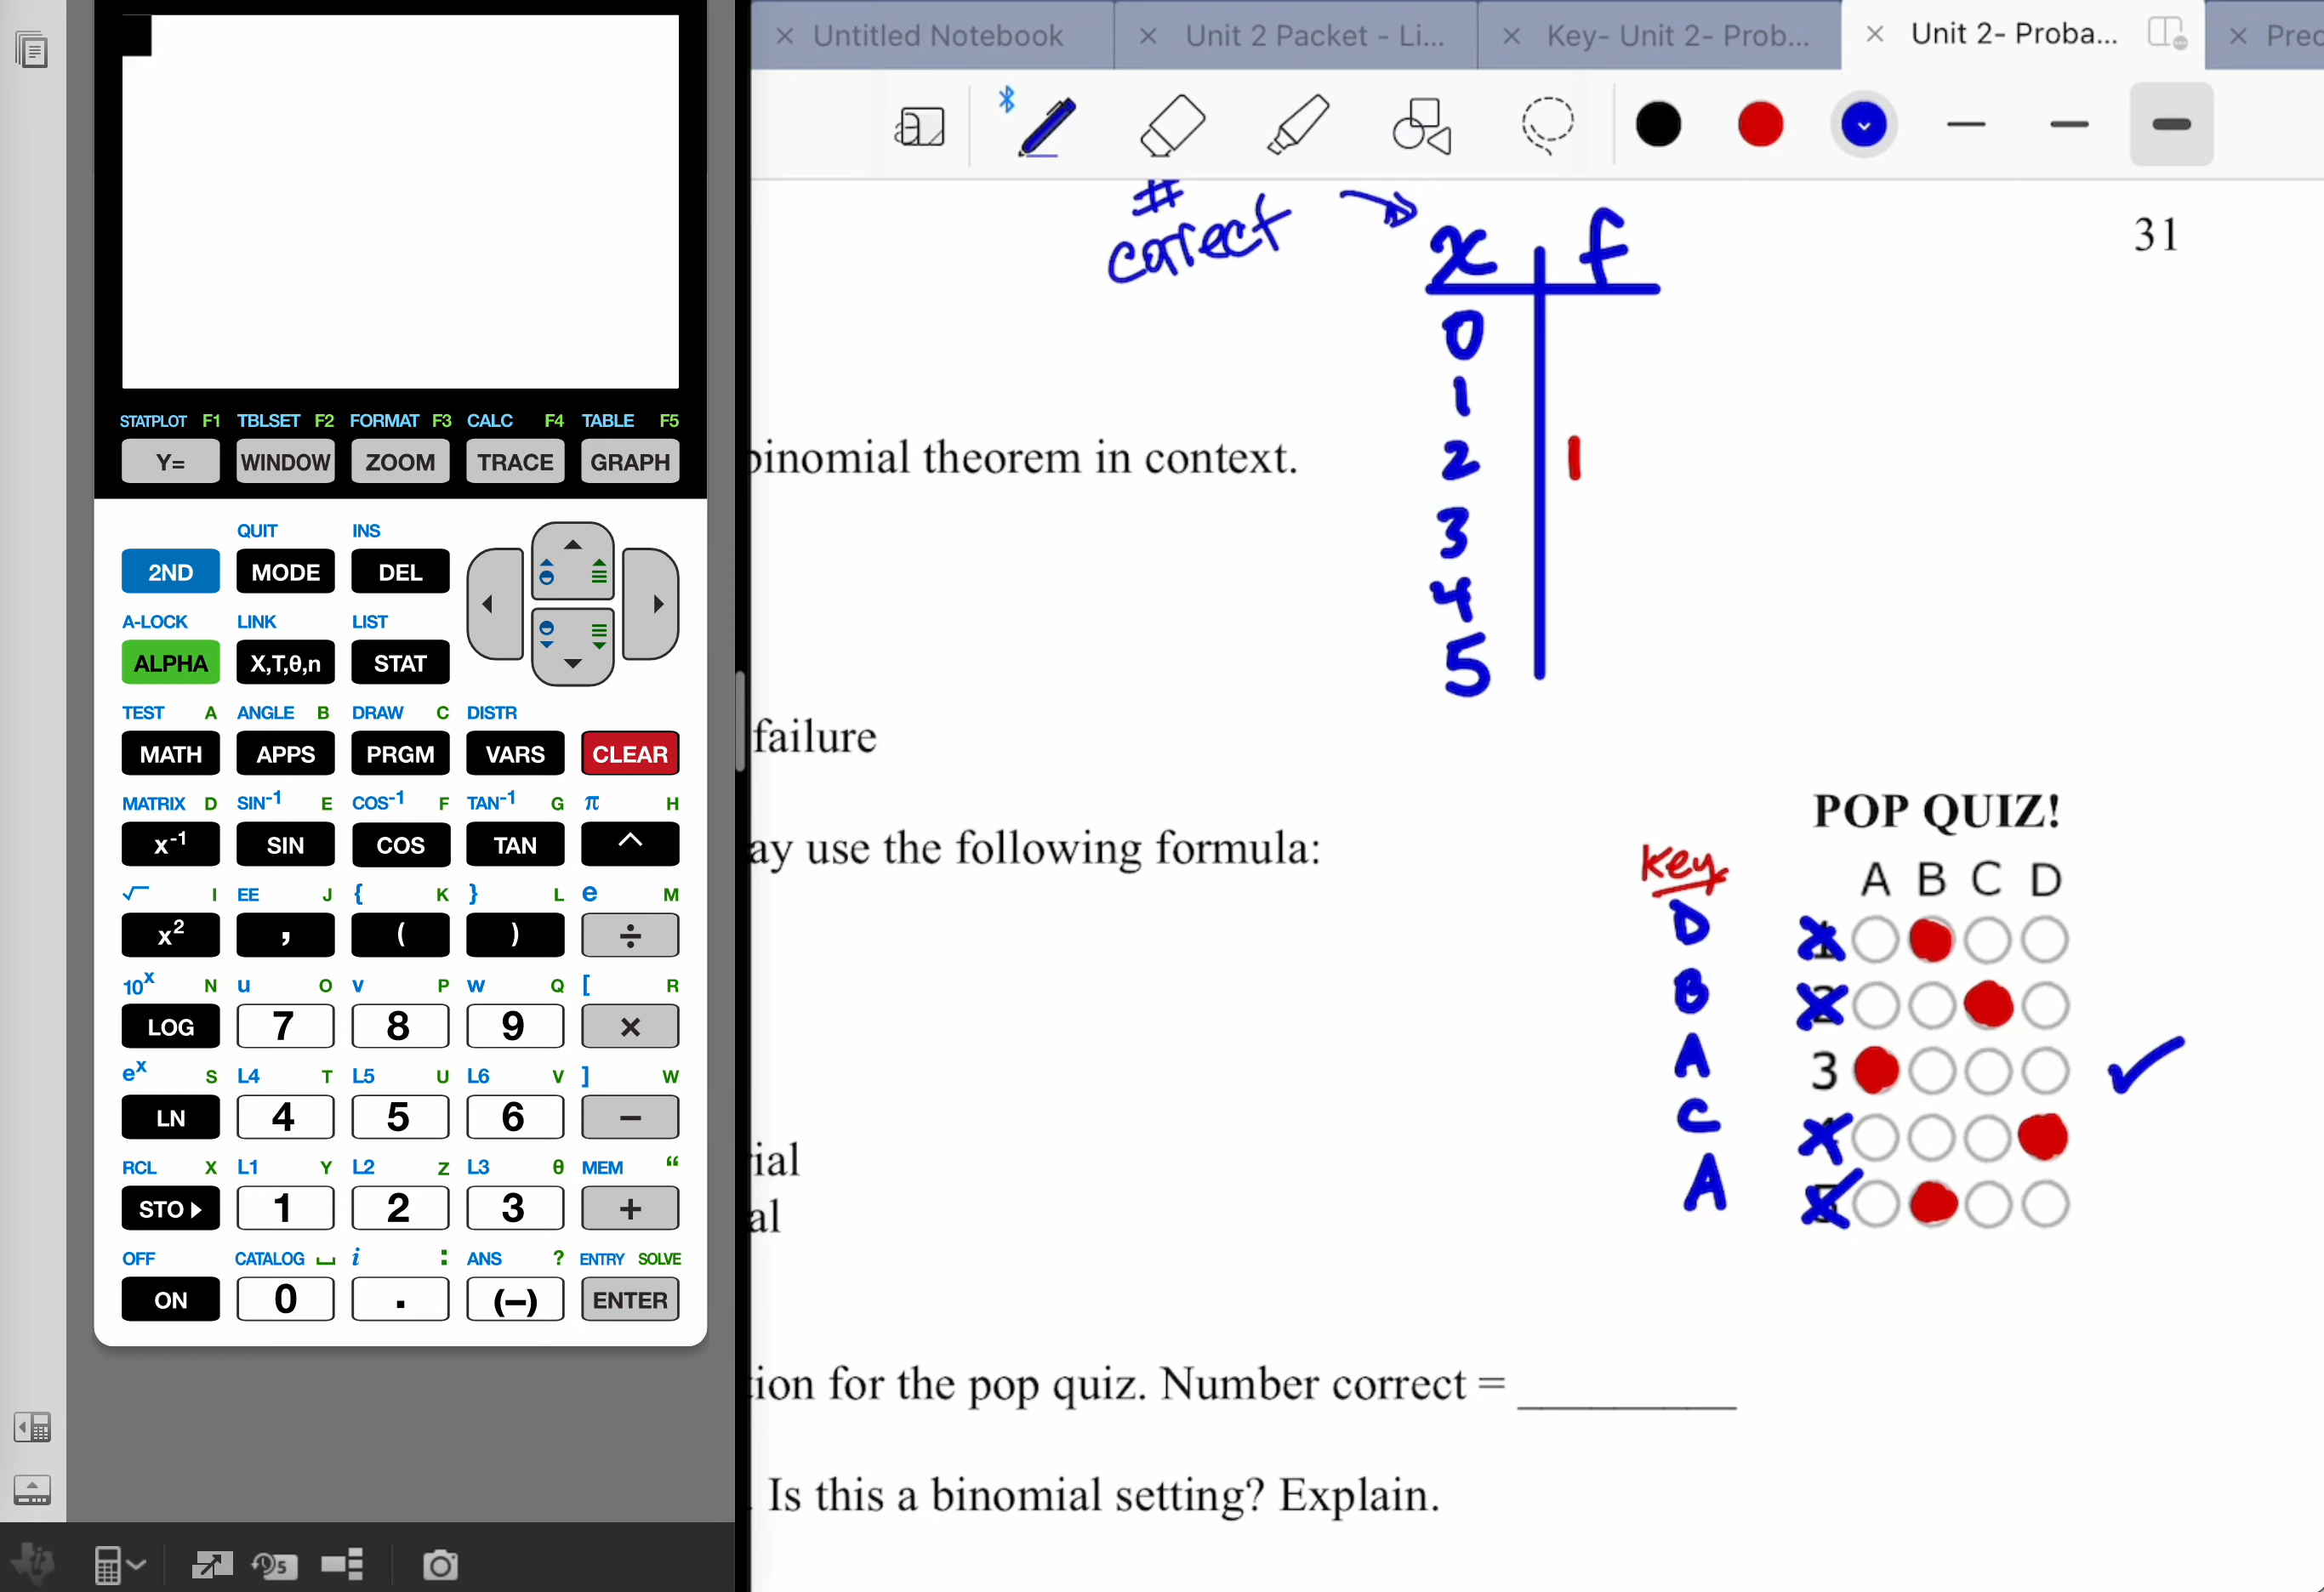 Untitled Notebook
Unit 2 Packet - Li...
Key- Unit 2- Prob...
Unit 2- Proba...
Prec
31
#
correct
x f
0
1
2 1
3
4
5
binomial theorem in context.
failure
ay use the following formula:
ial
al
POP QUIZ!
Key
A B C D
D
B
A 3
C
A
ion for the pop quiz. Number correct = ________
. Is this a binomial setting? Explain.
STATPLOT F1 TBLSET F2 FORMAT F3 CALC F4 TABLE F5
Y= WINDOW ZOOM TRACE GRAPH
QUIT INS
2ND MODE DEL
A-LOCK LINK LIST
ALPHA X,T,θ,n STAT
TEST A ANGLE B DRAW C DISTR
MATH APPS PRGM VARS CLEAR
MATRIX D SIN⁻¹ E COS⁻¹ F TAN⁻¹ G π H
x⁻¹ SIN COS TAN ^
√ I EE J { K } L e M
x² , ( ) ÷
10ˣ N u O v P w Q [ R
LOG 7 8 9 ×
eˣ S L4 T L5 U L6 V ] W
LN 4 5 6 −
RCL X L1 Y L2 Z L3 θ MEM “
STO▶ 1 2 3 +
OFF CATALOG ⎵ i : ANS ? ENTRY SOLVE
ON 0 . (−) ENTER